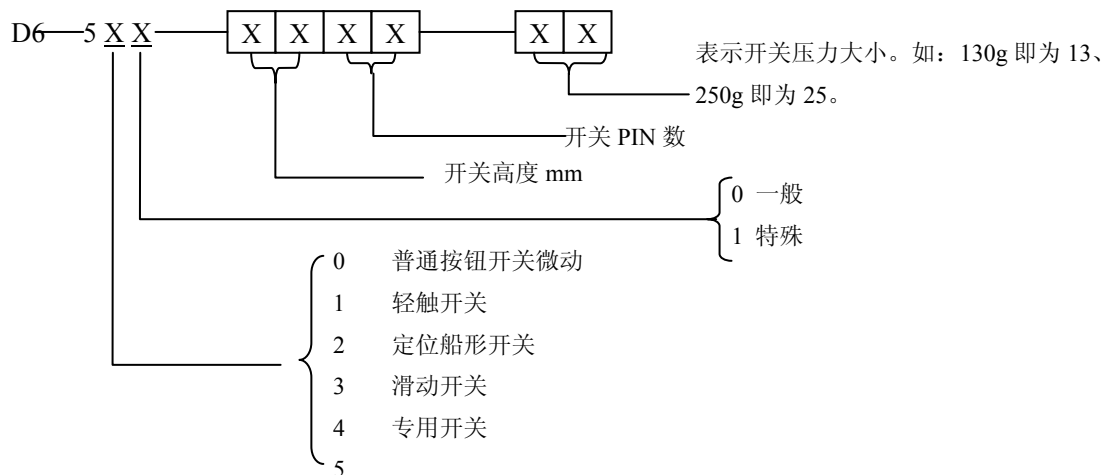 D6 5 X X X X X X X X
表示开关压力大小。如：130g 即为 13、
250g 即为 25。
开关 PIN 数
开关高度 mm
0 一般
1 特殊
0 普通按钮开关微动
1 轻触开关
2 定位船形开关
3 滑动开关
4 专用开关
5